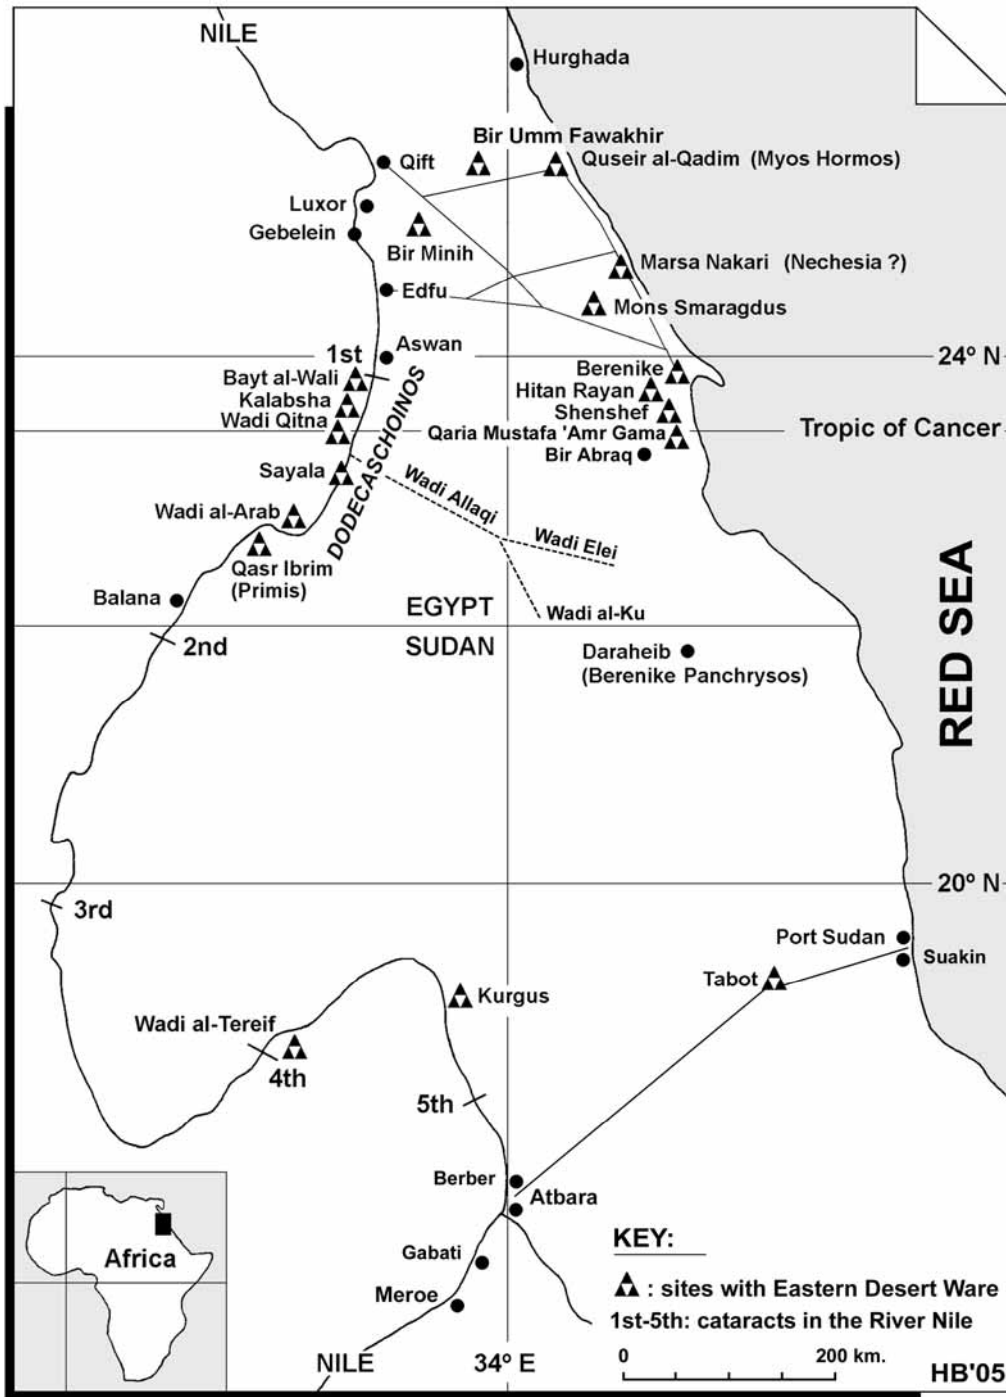 NILE
Hurghada
Bir Umm Fawakhir
Qift
Quseir al-Qadim (Myos Hormos)
Luxor
Gebelein
Bir Minih
Marsa Nakari (Nechesia ?)
Edfu
Mons Smaragdus
Aswan
1st
24º N
Bayt al-Wali
Berenike
Kalabsha
Hitan Rayan
Wadi Qitna
Shenshef
Qaria Mustafa 'Amr Gama
Tropic of Cancer
Bir Abraq
Sayala
DODECASCHOINOS
Wadi Allaqi
Wadi al-Arab
Wadi Elei
Qasr Ibrim
(Primis)
Balana
Wadi al-Ku
EGYPT
SUDAN
2nd
Daraheib
(Berenike Panchrysos)
RED SEA
20º N
3rd
Port Sudan
Suakin
Tabot
Kurgus
Wadi al-Tereif
4th
5th
Berber
Atbara
Gabati
Meroe
Africa
NILE
34º E
KEY:
: sites with Eastern Desert Ware
1st-5th: cataracts in the River Nile
0 200 km.
HB'05